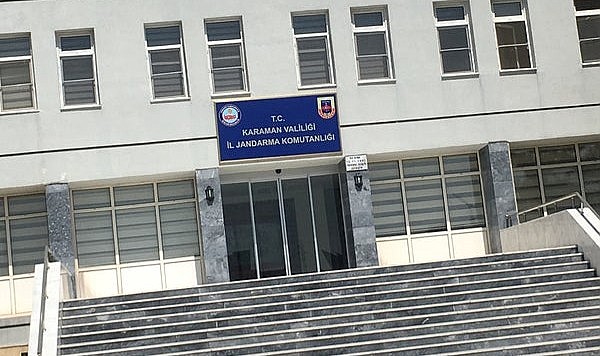 T.C.
KARAMAN VALİLİĞİ
İL JANDARMA KOMUTANLIĞI